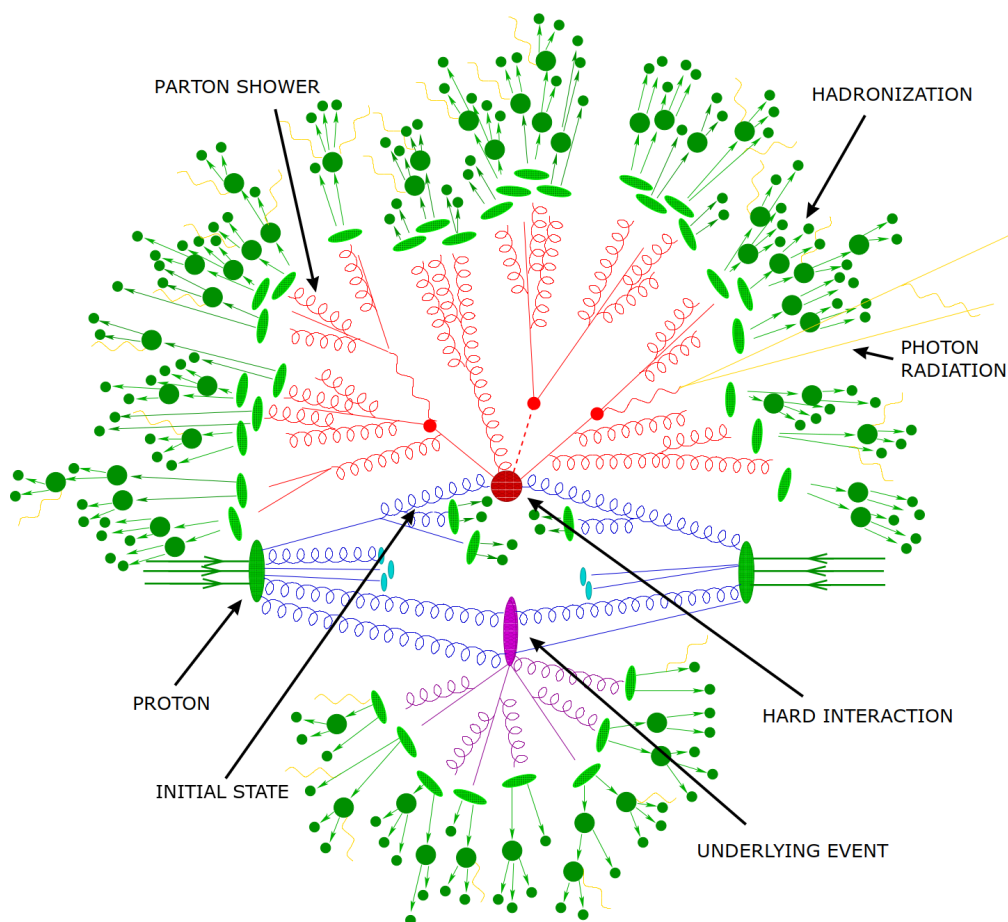 PARTON SHOWER
HADRONIZATION
PHOTON
RADIATION
PROTON
HARD INTERACTION
INITIAL STATE
UNDERLYING EVENT